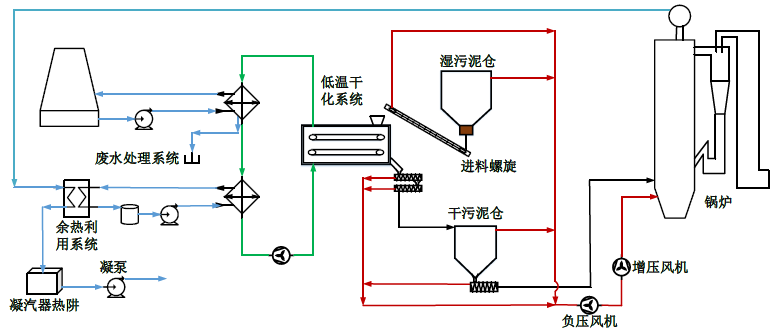 低温干
化系统
湿污泥仓
废水处理系统
进料螺旋
锅炉
余热利
用系统
干污泥仓
凝泵
增压风机
凝汽器热阱
负压风机